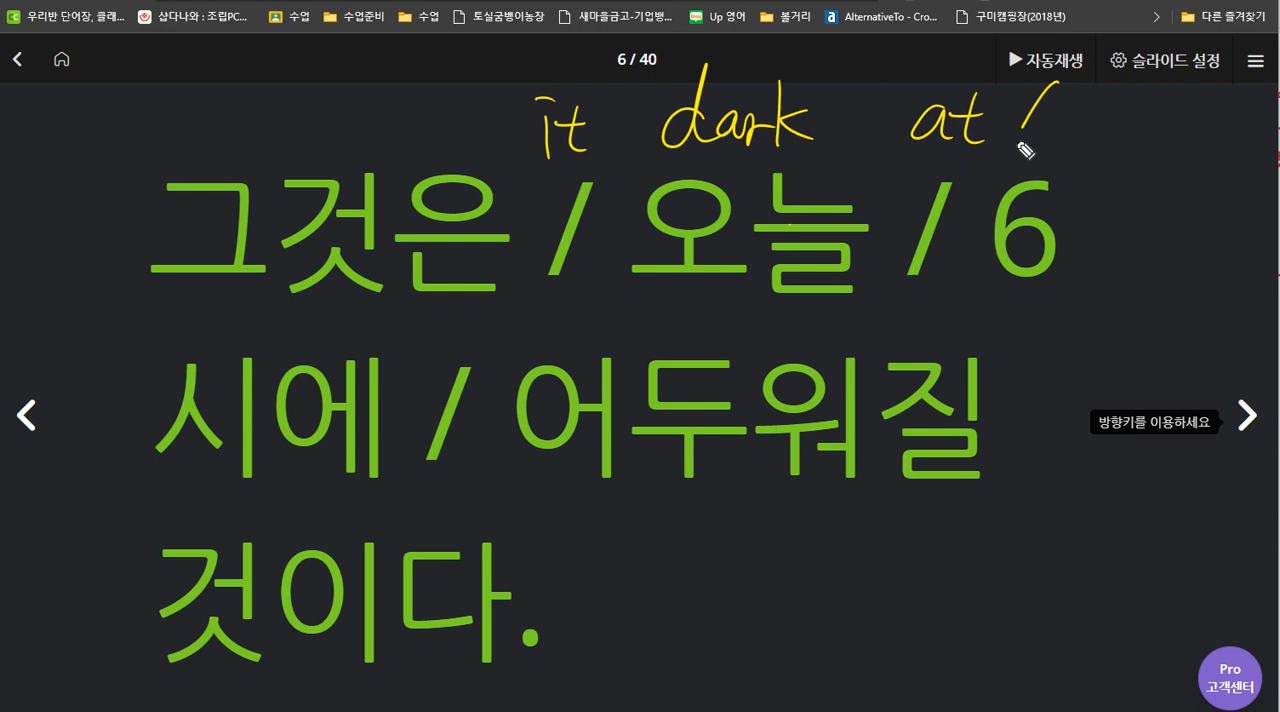 우리반 단어장, 클래... 샵다나와 : 조립PC... 수업 수업준비 수업 토실굼벵이농장 새마을금고-기업뱅... Up 영어 볼거리 AlternativeTo - Cro... 구미캠핑장(2018년) 다른 즐겨찾기
6 / 40 ▶자동재생 슬라이드 설정
it dark at
그것은 / 오늘 / 6
시에 / 어두워질
방향키를 이용하세요
것이다.
Pro
고객센터